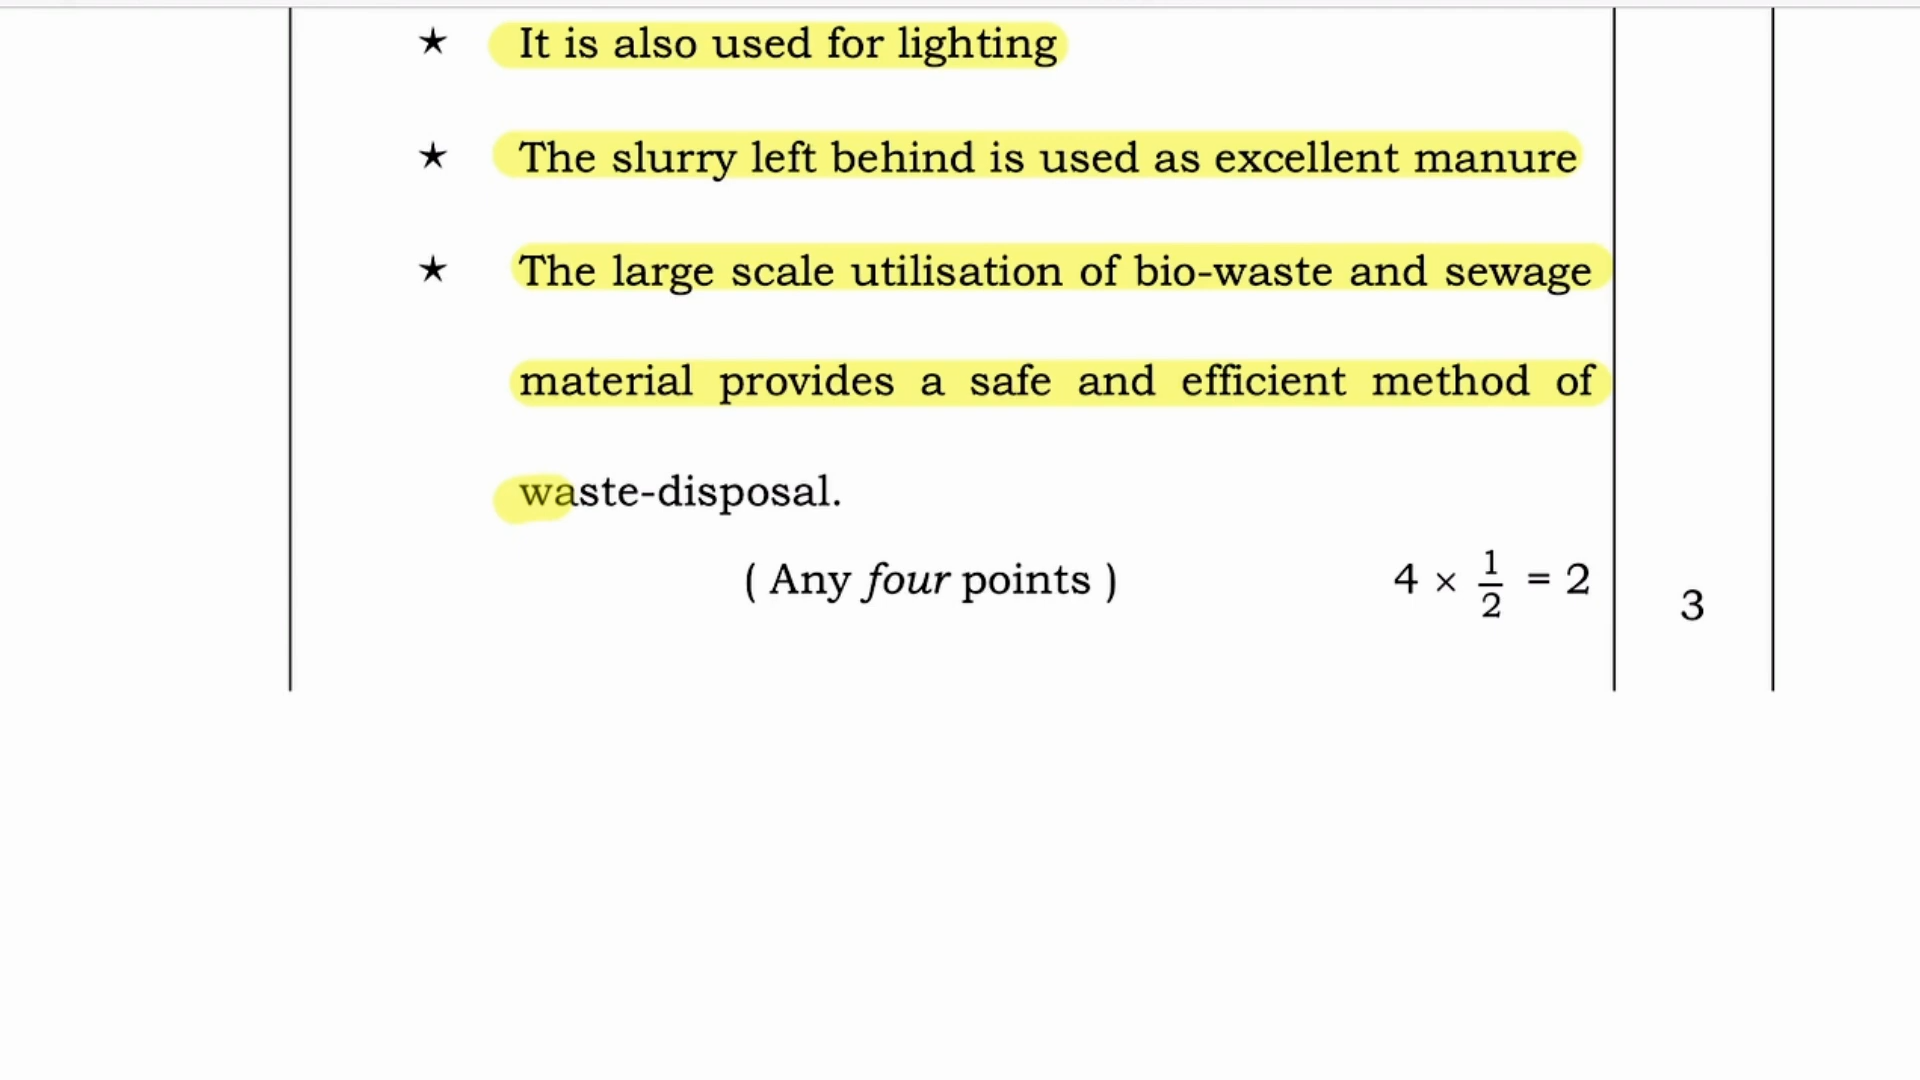 ★ It is also used for lighting
★ The slurry left behind is used as excellent manure
★ The large scale utilisation of bio-waste and sewage
material provides a safe and efficient method of
waste-disposal.
( Any four points ) 4 × 1/2 = 2
3